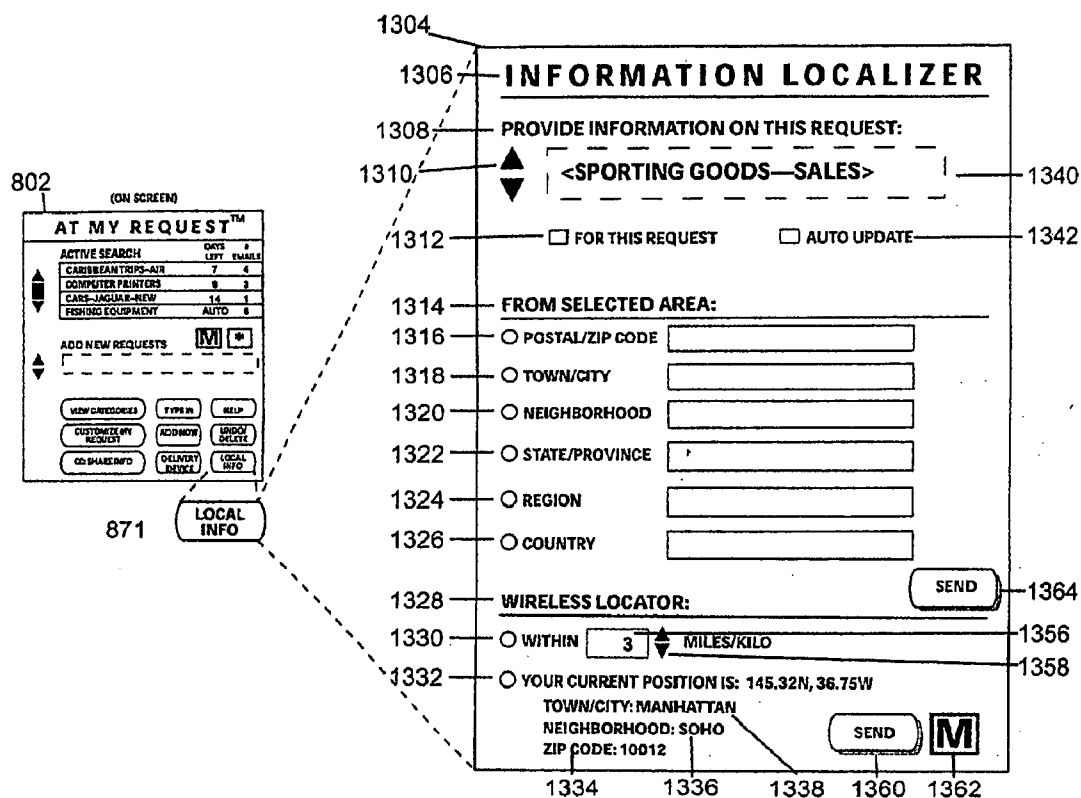 1304
1306
INFORMATION LOCALIZER
1308
PROVIDE INFORMATION ON THIS REQUEST:
1310
<SPORTING GOODS—SALES>
1340
1312
FOR THIS REQUEST
AUTO UPDATE
1342
1314
FROM SELECTED AREA:
1316
POSTAL/ZIP CODE
1318
TOWN/CITY
1320
NEIGHBORHOOD
1322
STATE/PROVINCE
1324
REGION
1326
COUNTRY
SEND
1364
1328
WIRELESS LOCATOR:
1330
WITHIN 3 MILES/KILO
1356
1358
1332
YOUR CURRENT POSITION IS: 145.32N, 36.75W
TOWN/CITY: MANHATTAN
NEIGHBORHOOD: SOHO
ZIP CODE: 10012
SEND
M
1334
1336
1338
1360
1362
802
(ON SCREEN)
AT MY REQUEST™
ACTIVE SEARCH DAYS LEFT # EMAILS
CARIBBEAN TRIPS-AIR 7 4
COMPUTER PRINTERS 3
CARS-JAGUAR-NEW 14 1
FISHING EQUIPMENT AUTO
ADD NEW REQUESTS M *
VIEW CATEGORIES TYPE IN HELP
CUSTOMIZE MY REQUEST ADD NOW UNDO/DELETE
GO SHARE INFO DELIVERY DEVICE LOCAL INFO
871
LOCAL
INFO